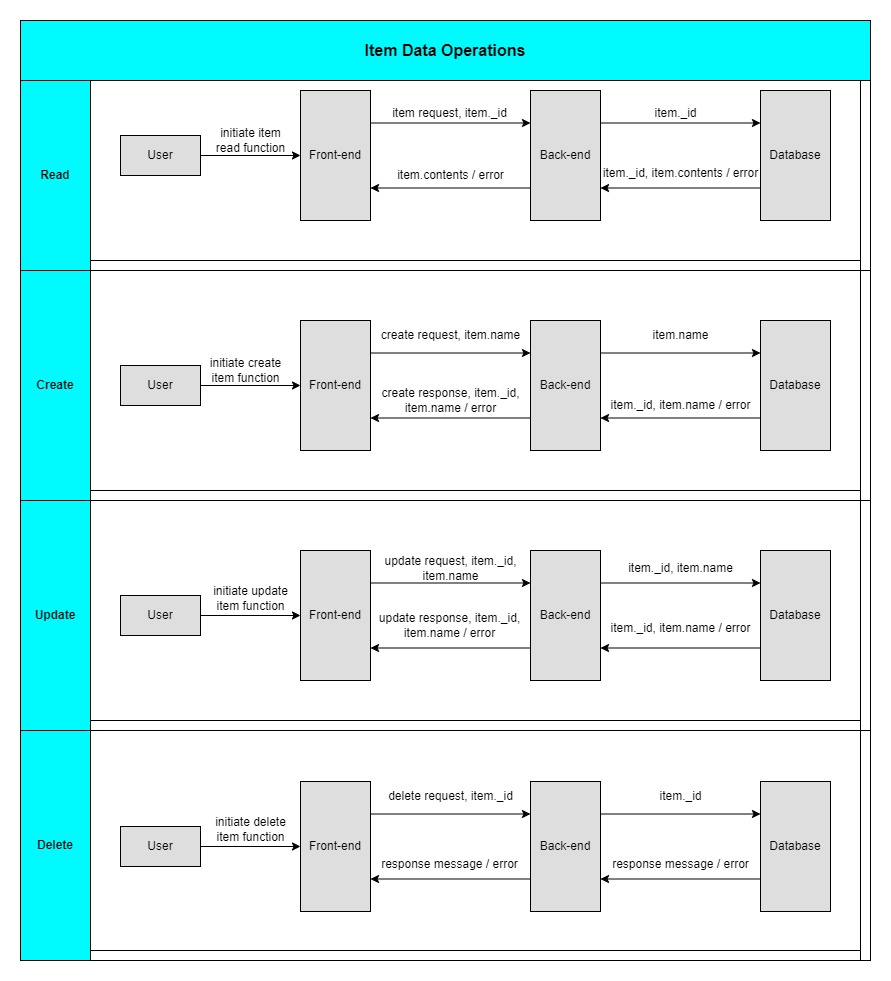 Item Data Operations
Read
User
initiate item
read function
Front-end
item request, item._id
item.contents / error
Back-end
item._id
item._id, item.contents / error
Database
Create
User
initiate create
item function
Front-end
create request, item.name
create response, item._id,
item.name / error
Back-end
item.name
item._id, item.name / error
Database
Update
User
initiate update
item function
Front-end
update request, item._id,
item.name
update response, item._id,
item.name / error
Back-end
item._id, item.name
item._id, item.name / error
Database
Delete
User
initiate delete
item function
Front-end
delete request, item._id
response message / error
Back-end
item._id
response message / error
Database